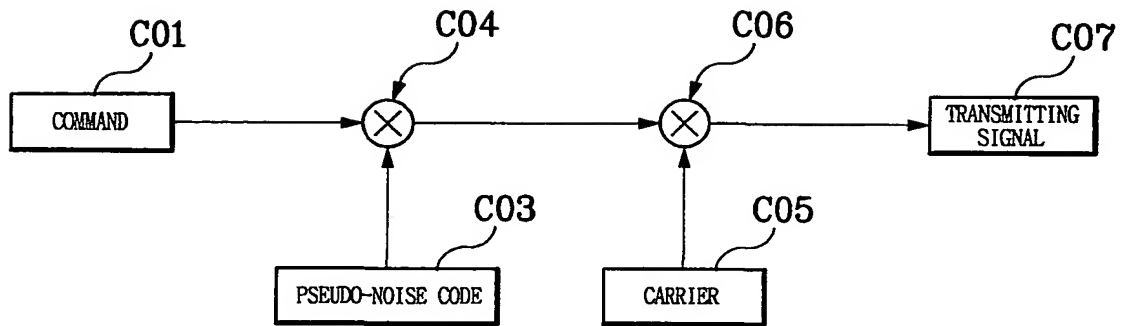 C01
C04
C06
C07
COMMAND
TRANSMITTING
SIGNAL
C03
C05
PSEUDO-NOISE CODE
CARRIER